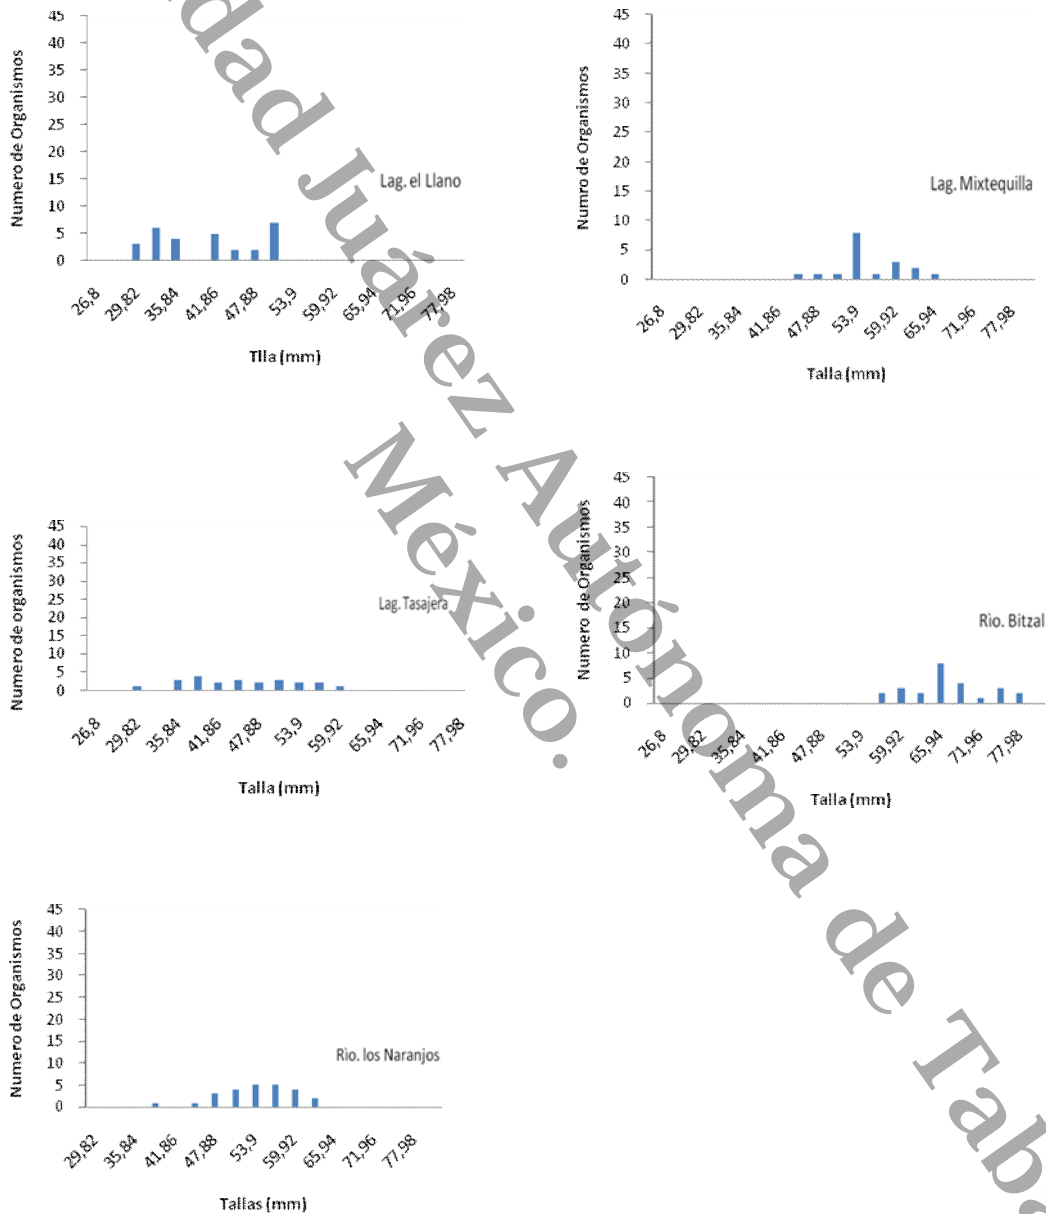 45
40
35
30
25
20
15
10
5
0
Numero de Organismos
Lag. el Llano
26,8 29,82 35,84 41,86 47,88 53,9 59,92 65,94 71,96 77,98
Tlla (mm)
45
40
35
30
25
20
15
10
5
0
Numro de Organismos
Lag. Mixtequilla
26,8 29,82 35,84 41,86 47,88 53,9 59,92 65,94 71,96 77,98
Talla (mm)
45
40
35
30
25
20
15
10
5
0
Numero de organismos
Lag. Tasajera
26,8 29,82 35,84 41,86 47,88 53,9 59,92 65,94 71,96 77,98
Talla (mm)
45
40
35
30
25
20
15
10
5
0
Numero de Organismos
Rio. Bitzal
26,8 29,82 35,84 41,86 47,88 53,9 59,92 65,94 71,96 77,98
Talla (mm)
45
40
35
30
25
20
15
10
5
0
Numero de Organismos
Rio. los Naranjos
29,82 35,84 41,86 47,88 53,9 59,92 65,94 71,96 77,98
Tallas (mm)
dad Juárez Autónoma de Tab
México.